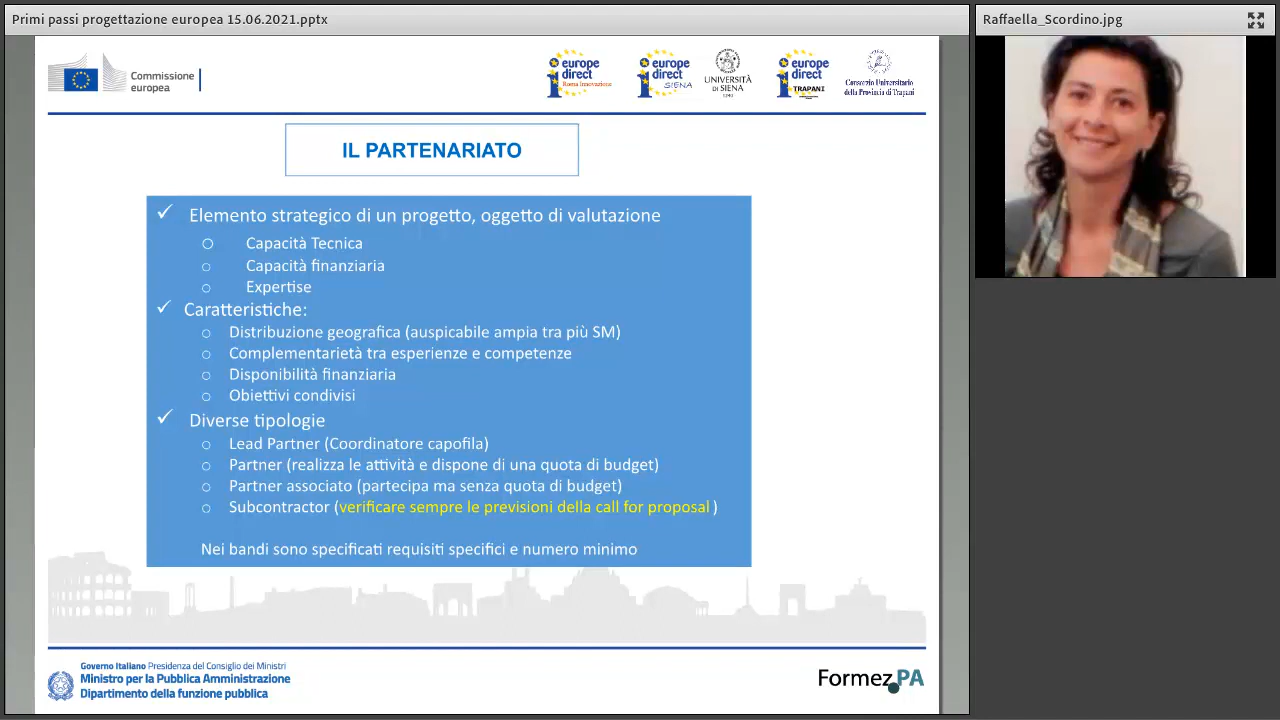 Primi passi progettazione europea 15.06.2021.pptx
Raffaella_Scordino.jpg
Commissione
europea
europe
direct
Roma Innovazione
europe
direct
SIENA
UNIVERSITÀ
DI SIENA
1240
europe
direct
TRAPANI
Consorzio Universitario
della Provincia di Trapani
IL PARTENARIATO
✓ Elemento strategico di un progetto, oggetto di valutazione
○ Capacità Tecnica
○ Capacità finanziaria
○ Expertise
✓ Caratteristiche:
○ Distribuzione geografica (auspicabile ampia tra più SM)
○ Complementarietà tra esperienze e competenze
○ Disponibilità finanziaria
○ Obiettivi condivisi
✓ Diverse tipologie
○ Lead Partner (Coordinatore capofila)
○ Partner (realizza le attività e dispone di una quota di budget)
○ Partner associato (partecipa ma senza quota di budget)
○ Subcontractor (verificare sempre le previsioni della call for proposal )
Nei bandi sono specificati requisiti specifici e numero minimo
Governo Italiano Presidenza del Consiglio dei Ministri
Ministro per la Pubblica Amministrazione
Dipartimento della funzione pubblica
Formez PA